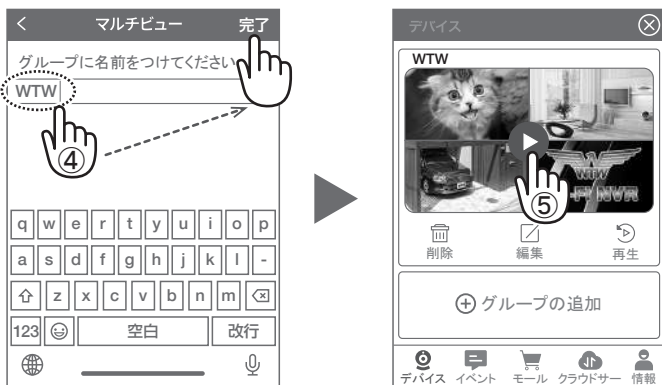 マルチビュー 完了
グループに名前をつけてください
WTW
④
q w e r t y u i o p
a s d f g h j k l -
z x c v b n m
123 空白 改行
デバイス
WTW
WTW
-FI NVR
⑤
削除 編集 再生
グループの追加
デバイス イベント モール クラウドサー 情報